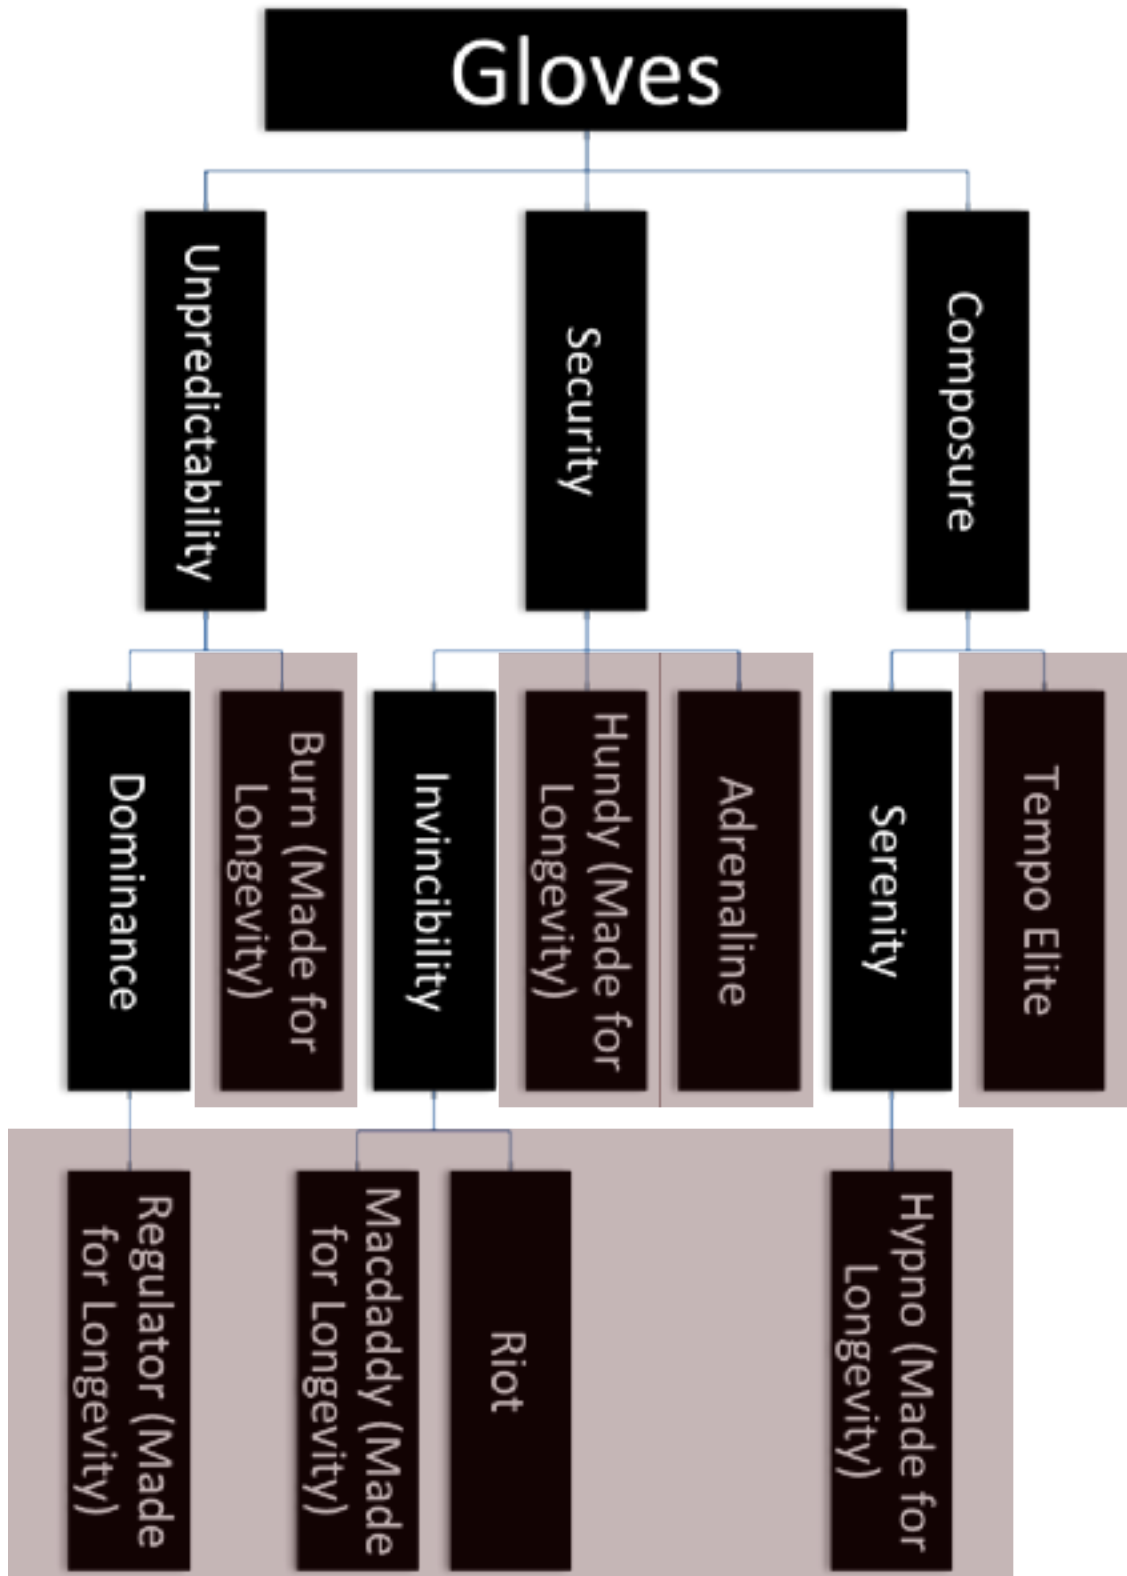 Gloves
Unpredictability
Security
Composure
Dominance
Burn (Made for
Longevity)
Invincibility
Hundy (Made for
Longevity)
Adrenaline
Serenity
Tempo Elite
Regulator (Made
for Longevity)
Macdaddy (Made
for Longevity)
Riot
Hypno (Made for
Longevity)